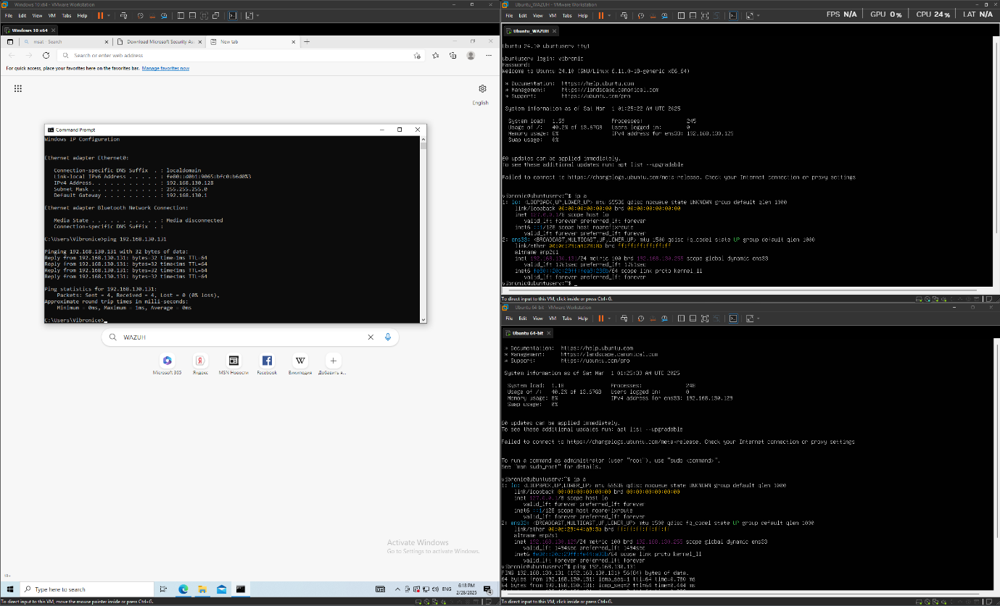 Windows 10 x64 - VMware Workstation
File Edit View VM Tabs Help
Windows 10 x64
msat - Search
Download Microsoft Security As
New tab
Search or enter web address
For quick access, place your favorites here on the favorites bar. Manage favorites now
English
Command Prompt
Windows IP Configuration
Ethernet adapter Ethernet0:
Connection-specific DNS Suffix . : localdomain
Link-local IPv6 Address . . . . . : fe80::d0b1:9065:bfc0:b6d0%3
IPv4 Address. . . . . . . . . . . : 192.168.130.128
Subnet Mask . . . . . . . . . . . : 255.255.255.0
Default Gateway . . . . . . . . . : 192.168.130.1
Ethernet adapter Bluetooth Network Connection:
Media State . . . . . . . . . . . : Media disconnected
Connection-specific DNS Suffix . :
C:\Users\Vibronice>ping 192.168.130.131
Pinging 192.168.130.131 with 32 bytes of data:
Reply from 192.168.130.131: bytes=32 time=1ms TTL=64
Reply from 192.168.130.131: bytes=32 time<1ms TTL=64
Reply from 192.168.130.131: bytes=32 time<1ms TTL=64
Reply from 192.168.130.131: bytes=32 time<1ms TTL=64
Ping statistics for 192.168.130.131:
Packets: Sent = 4, Received = 4, Lost = 0 (0% loss),
Approximate round trip times in milli-seconds:
Minimum = 0ms, Maximum = 1ms, Average = 0ms
C:\Users\Vibronice>_
WAZUH
Microsoft 365
Яндекс
MSN Новости
Facebook
Википедия
Добавить я...
Activate Windows
Go to Settings to activate Windows.
Type here to search
ENG
6:18 PM
2/28/2025
4
To direct input to this VM, move the mouse pointer inside or press Ctrl+G.
Ubuntu_WAZUH - VMware Workstation
File Edit View VM Tabs Help
FPS N/A GPU 0 % CPU 24 % LAT N/A
Ubuntu_WAZUH
Ubuntu 24.10 ubuntuserv tty1
ubuntuserv login: vibronic
Password:
Welcome to Ubuntu 24.10 (GNU/Linux 6.11.0-18-generic x86_64)
* Documentation: https://help.ubuntu.com
* Management: https://landscape.canonical.com
* Support: https://ubuntu.com/pro
System information as of Sat Mar 1 01:25:22 AM UTC 2025
System load: 1.59 Processes: 245
Usage of /: 40.2% of 13.67GB Users logged in: 0
Memory usage: 8% IPv4 address for ens33: 192.168.130.129
Swap usage: 0%
60 updates can be applied immediately.
To see these additional updates run: apt list --upgradable
Failed to connect to https://changelogs.ubuntu.com/meta-release. Check your Internet connection or proxy settings
vibronic@ubuntuserv:~$ ip a
1: lo: <LOOPBACK,UP,LOWER_UP> mtu 65536 qdisc noqueue state UNKNOWN group default qlen 1000
link/loopback 00:00:00:00:00:00 brd 00:00:00:00:00:00
inet 127.0.0.1/8 scope host lo
valid_lft forever preferred_lft forever
inet6 ::1/128 scope host noprefixroute
valid_lft forever preferred_lft forever
2: ens33: <BROADCAST,MULTICAST,UP,LOWER_UP> mtu 1500 qdisc fq_codel state UP group default qlen 1000
link/ether 00:0c:29:a9:28:8b brd ff:ff:ff:ff:ff:ff
altname enp2s1
inet 192.168.130.131/24 metric 100 brd 192.168.130.255 scope global dynamic ens33
valid_lft 1761sec preferred_lft 1761sec
inet6 /64 scope link proto kernel_ll
valid_lft forever preferred_lft forever
vibronic@ubuntuserv:~$ _
To direct input to this VM, click inside or press Ctrl+G.
Ubuntu 64-bit - VMware Workstation
File Edit View VM Tabs Help
Ubuntu 64-bit
* Documentation: https://help.ubuntu.com
* Management: https://landscape.canonical.com
* Support: https://ubuntu.com/pro
System information as of Sat Mar 1 01:25:33 AM UTC 2025
System load: 1.18 Processes: 248
Usage of /: 40.2% of 13.67GB Users logged in: 0
Memory usage: 8% IPv4 address for ens33: 192.168.130.129
Swap usage: 0%
60 updates can be applied immediately.
To see these additional updates run: apt list --upgradable
Failed to connect to https://changelogs.ubuntu.com/meta-release. Check your Internet connection or proxy settings
To run a command as administrator (user "root"), use "sudo <command>".
See "man sudo_root" for details.
vibronic@ubuntuserv:~$ ip a
1: lo: <LOOPBACK,UP,LOWER_UP> mtu 65536 qdisc noqueue state UNKNOWN group default qlen 1000
link/loopback 00:00:00:00:00:00 brd 00:00:00:00:00:00
inet 127.0.0.1/8 scope host lo
valid_lft forever preferred_lft forever
inet6 ::1/128 scope host noprefixroute
valid_lft forever preferred_lft forever
2: ens33: <BROADCAST,MULTICAST,UP,LOWER_UP> mtu 1500 qdisc fq_codel state UP group default qlen 1000
link/ether 00:0c:29:44:a9:3b brd ff:ff:ff:ff:ff:ff
altname enp2s1
inet 192.168.130.129/24 metric 100 brd 192.168.130.255 scope global dynamic ens33
valid_lft 1494sec preferred_lft 1494sec
inet6 /64 scope link proto kernel_ll
valid_lft forever preferred_lft forever
vibronic@ubuntuserv:~$ ping 192.168.130.131
PING 192.168.130.131 (192.168.130.131) 56(84) bytes of data.
64 bytes from 192.168.130.131: icmp_seq=1 ttl=64 time=0.780 ms
64 bytes from 192.168.130.131: icmp_seq=2 ttl=64 time=0.444 ms
To direct input to this VM, click inside or press Ctrl+G.